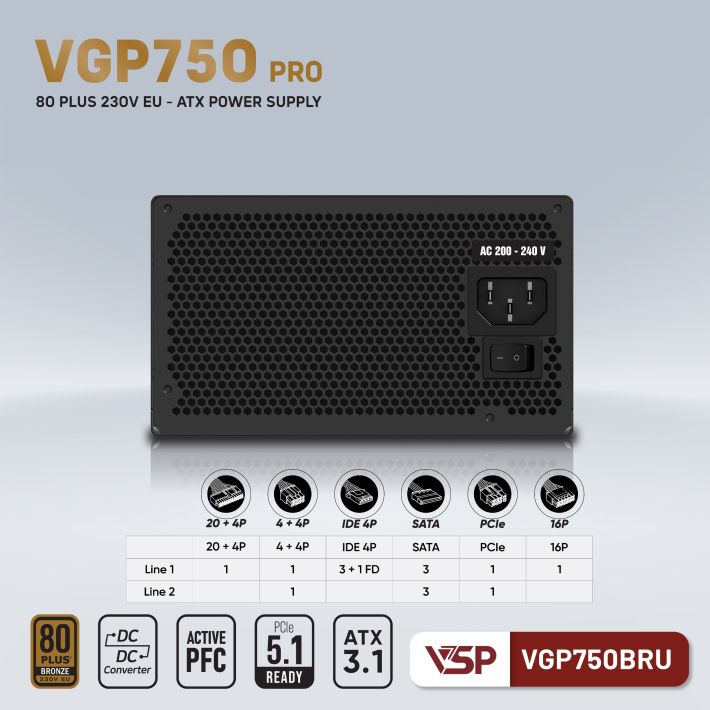 VGP750 PRO
80 PLUS 230V EU - ATX POWER SUPPLY
AC 200 - 240 V
20 + 4P 4 + 4P IDE 4P SATA PCIe 16P
20 + 4P 4 + 4P IDE 4P SATA PCIe 16P
Line 1 1 1 3 + 1 FD 3 1 1
Line 2 1 3 1
80
PLUS
BRONZE
230V EU
DC
DC
Converter
ACTIVE
PFC
PCIe
5.1
READY
ATX
3.1
VSP
VGP750BRU